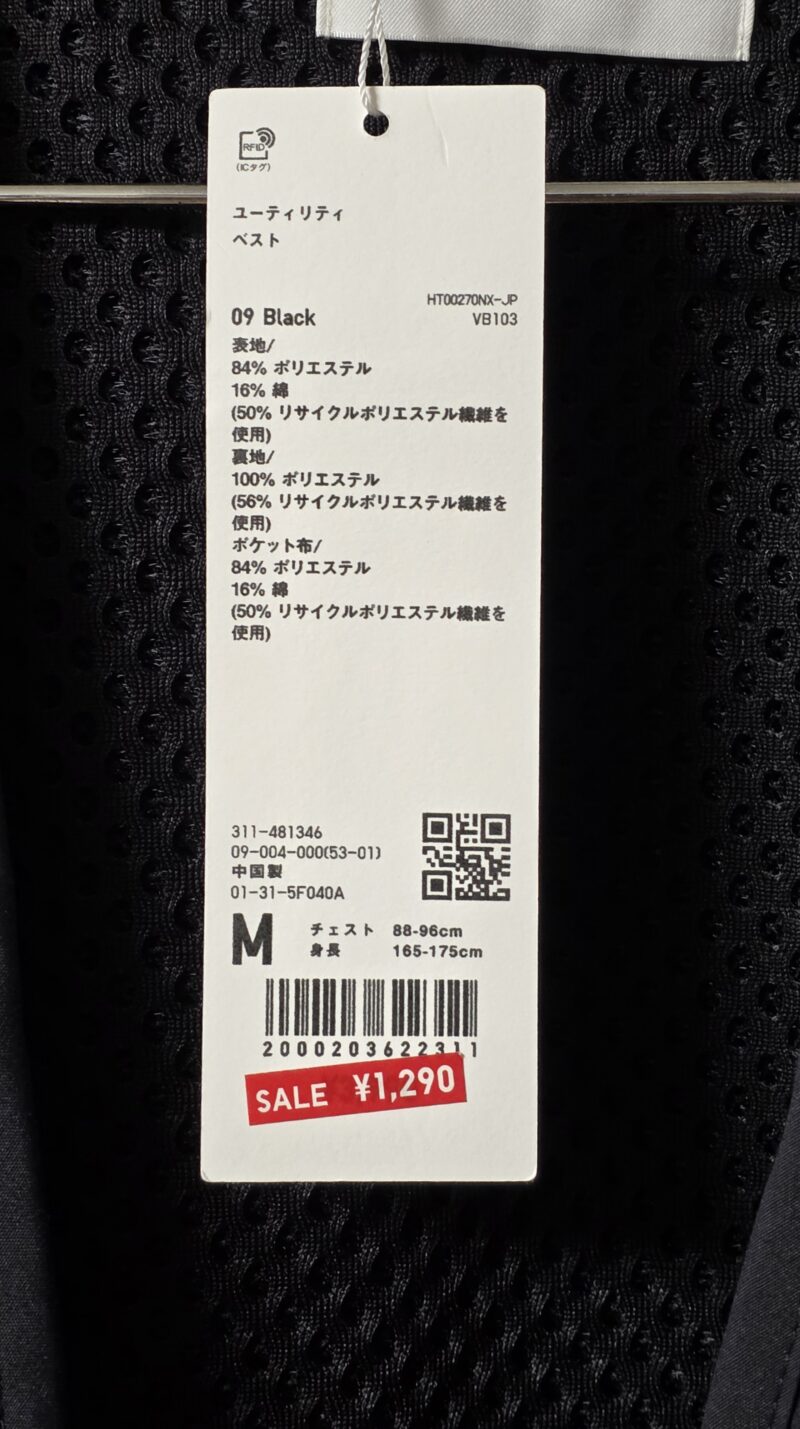 RFID
(ICタグ)
ユーティリティ
ベスト
HT00270NX-JP
09 Black
VB103
表地/
84% ポリエステル
16% 綿
(50% リサイクルポリエステル繊維を
使用)
裏地/
100% ポリエステル
(56% リサイクルポリエステル繊維を
使用)
ポケット布/
84% ポリエステル
16% 綿
(50% リサイクルポリエステル繊維を
使用)
311-481346
09-004-000(53-01)
中国製
01-31-5F040A
M
チェスト 88-96cm
身長 165-175cm
2000203622311
SALE ¥1,290